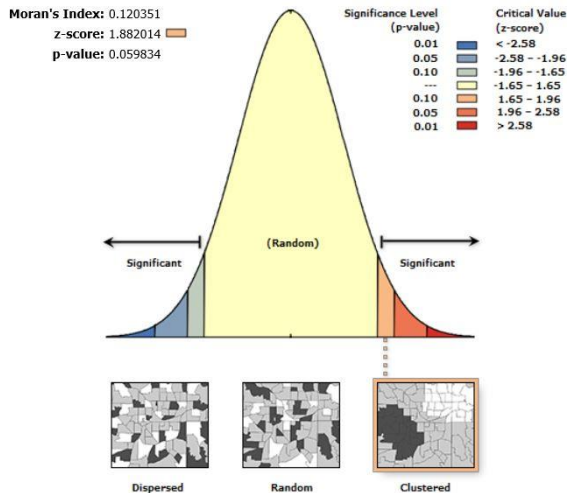 Moran's Index: 0.120351
z-score: 1.882014
p-value: 0.059834
Significance Level
(p-value)
Critical Value
(z-score)
0.01 < -2.58
0.05 -2.58 – -1.96
0.10 -1.96 – -1.65
--- -1.65 – 1.65
0.10 1.65 – 1.96
0.05 1.96 – 2.58
0.01 > 2.58
(Random)
Significant
Significant
Dispersed
Random
Clustered